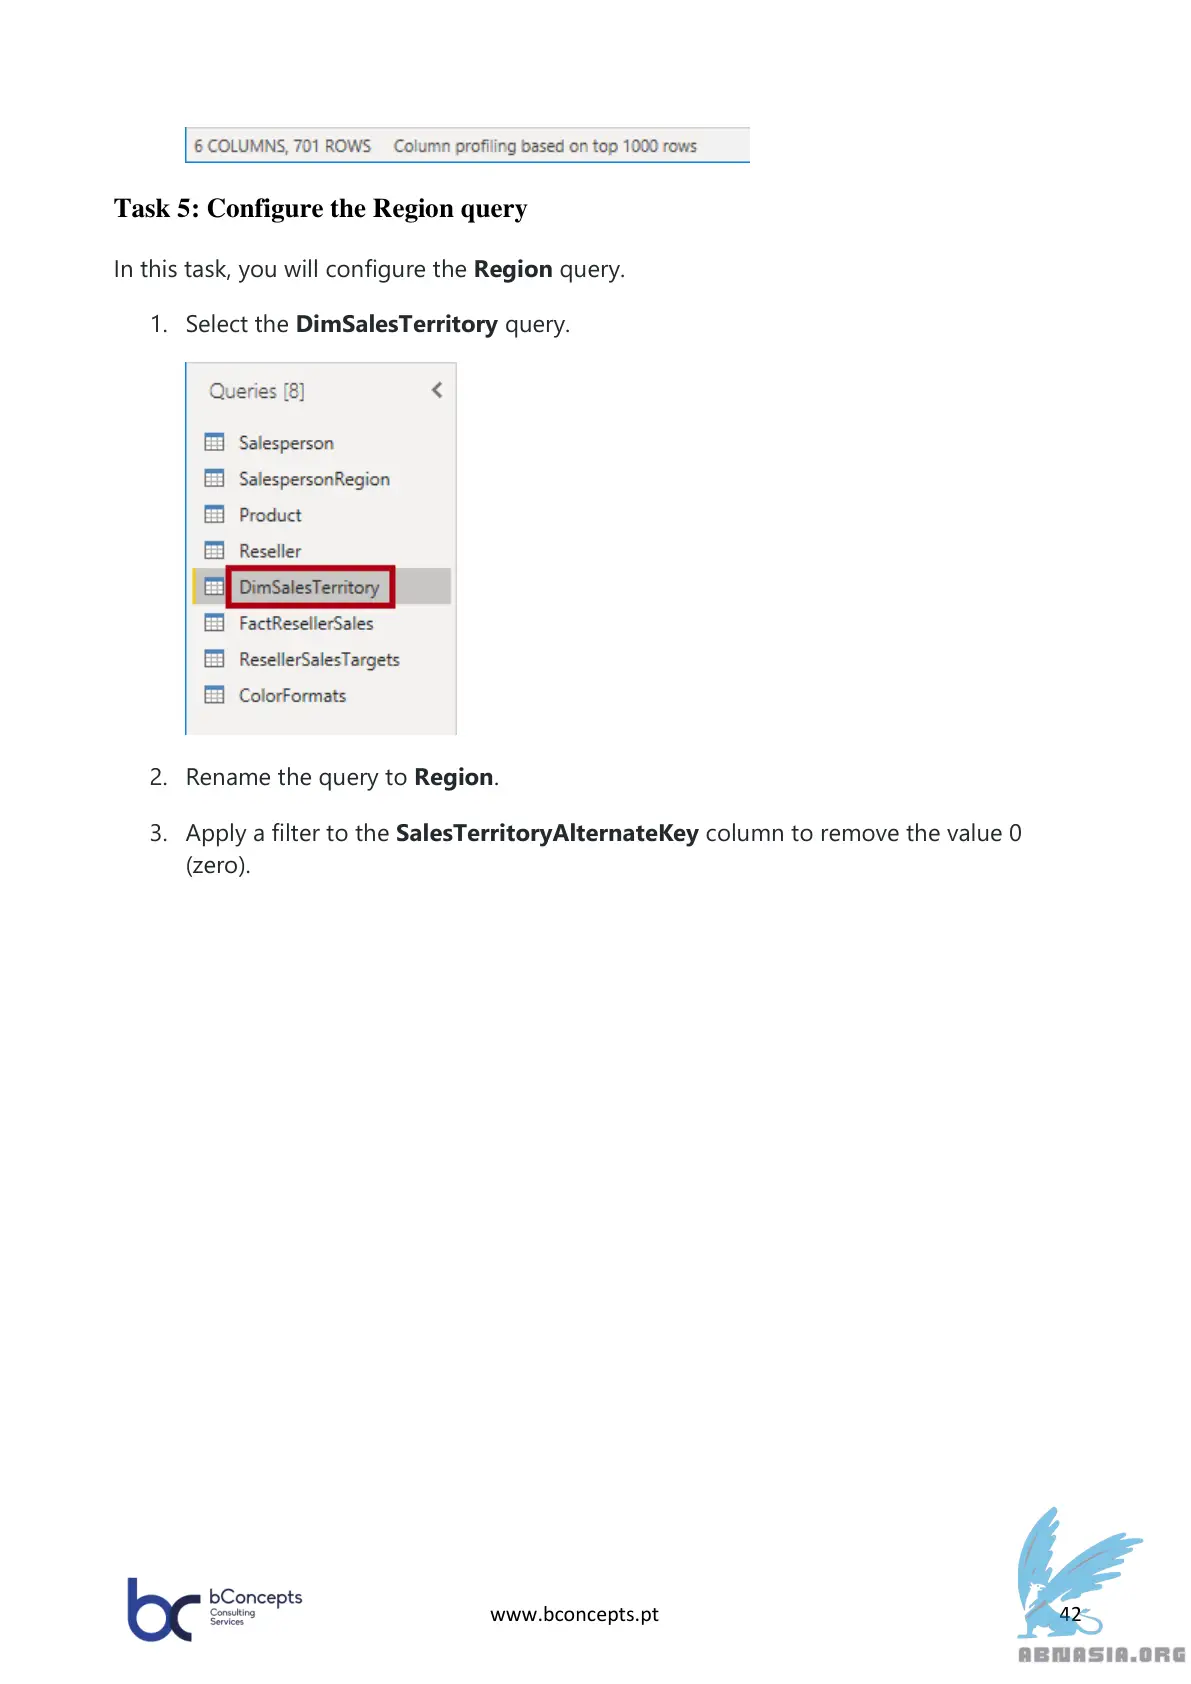 6 COLUMNS, 701 ROWS Column profiling based on top 1000 rows
Task 5: Configure the Region query
In this task, you will configure the Region query.
1. Select the DimSalesTerritory query.
Queries [8]
Salesperson
SalespersonRegion
Product
Reseller
DimSalesTerritory
FactResellerSales
ResellerSalesTargets
ColorFormats
2. Rename the query to Region.
3. Apply a filter to the SalesTerritoryAlternateKey column to remove the value 0
(zero).
bc bConcepts
Consulting
Services
www.bconcepts.pt
42
ABNASIA.ORG